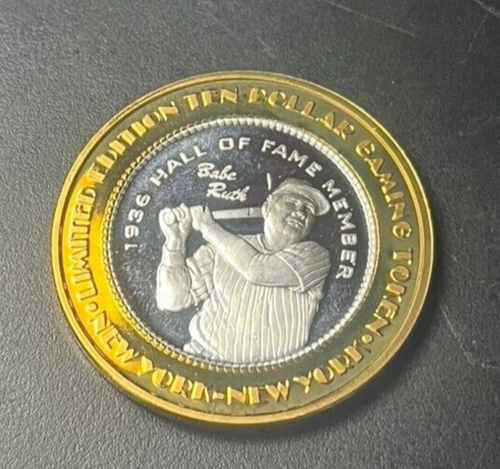 LIMITED EDITION TEN DOLLAR GAMING TOKEN
NEW YORK-NEW YORK
1936 HALL OF FAME MEMBER
Babe
Ruth